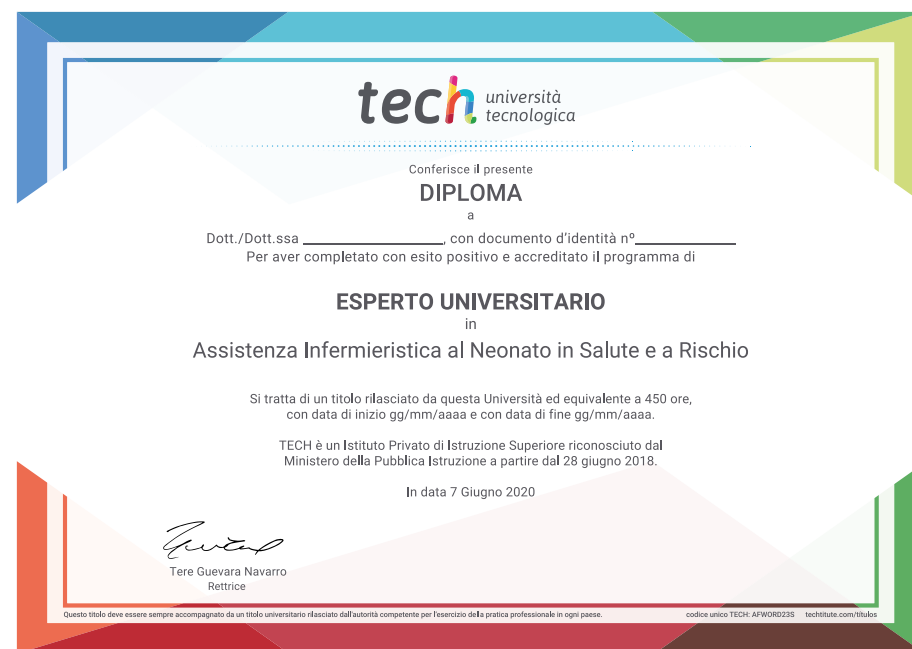 tech università
tecnologica
Conferisce il presente
DIPLOMA
a
Dott./Dott.ssa ____________________, con documento d'identità nº______________
Per aver completato con esito positivo e accreditato il programma di
ESPERTO UNIVERSITARIO
in
Assistenza Infermieristica al Neonato in Salute e a Rischio
Si tratta di un titolo rilasciato da questa Università ed equivalente a 450 ore,
con data di inizio gg/mm/aaaa e con data di fine gg/mm/aaaa.
TECH è un Istituto Privato di Istruzione Superiore riconosciuto dal
Ministero della Pubblica Istruzione a partire dal 28 giugno 2018.
In data 7 Giugno 2020
Tere Guevara Navarro
Rettrice
Questo titolo deve essere sempre accompagnato da un titolo universitario rilasciato dall'autorità competente per l'esercizio della pratica professionale in ogni paese. codice unico TECH: AFWORD23S techtitute.com/titulos